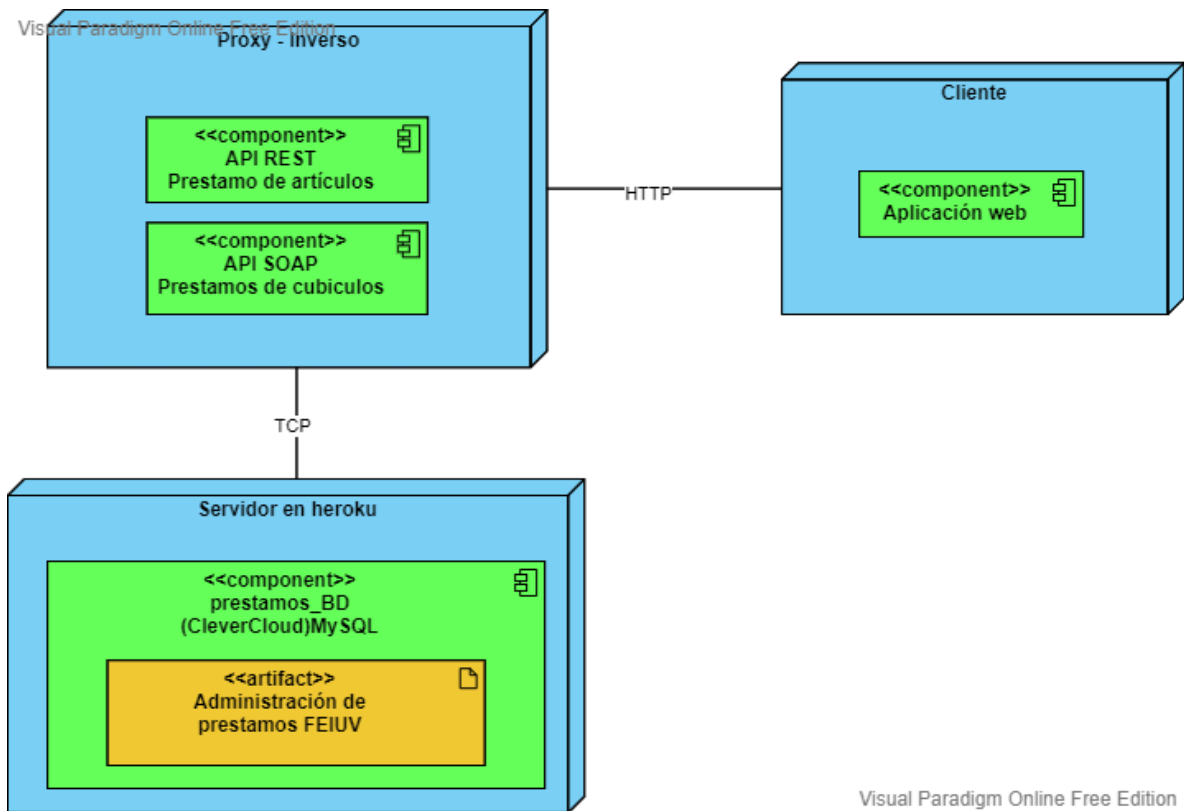 Visual Paradigm Online Free Edition
Proxy - Inverso
<<component>>
API REST
Prestamo de artículos
<<component>>
API SOAP
Prestamos de cubiculos
HTTP
Cliente
<<component>>
Aplicación web
TCP
Servidor en heroku
<<component>>
prestamos_BD
(CleverCloud)MySQL
<<artifact>>
Administración de
prestamos FEIUV
Visual Paradigm Online Free Edition